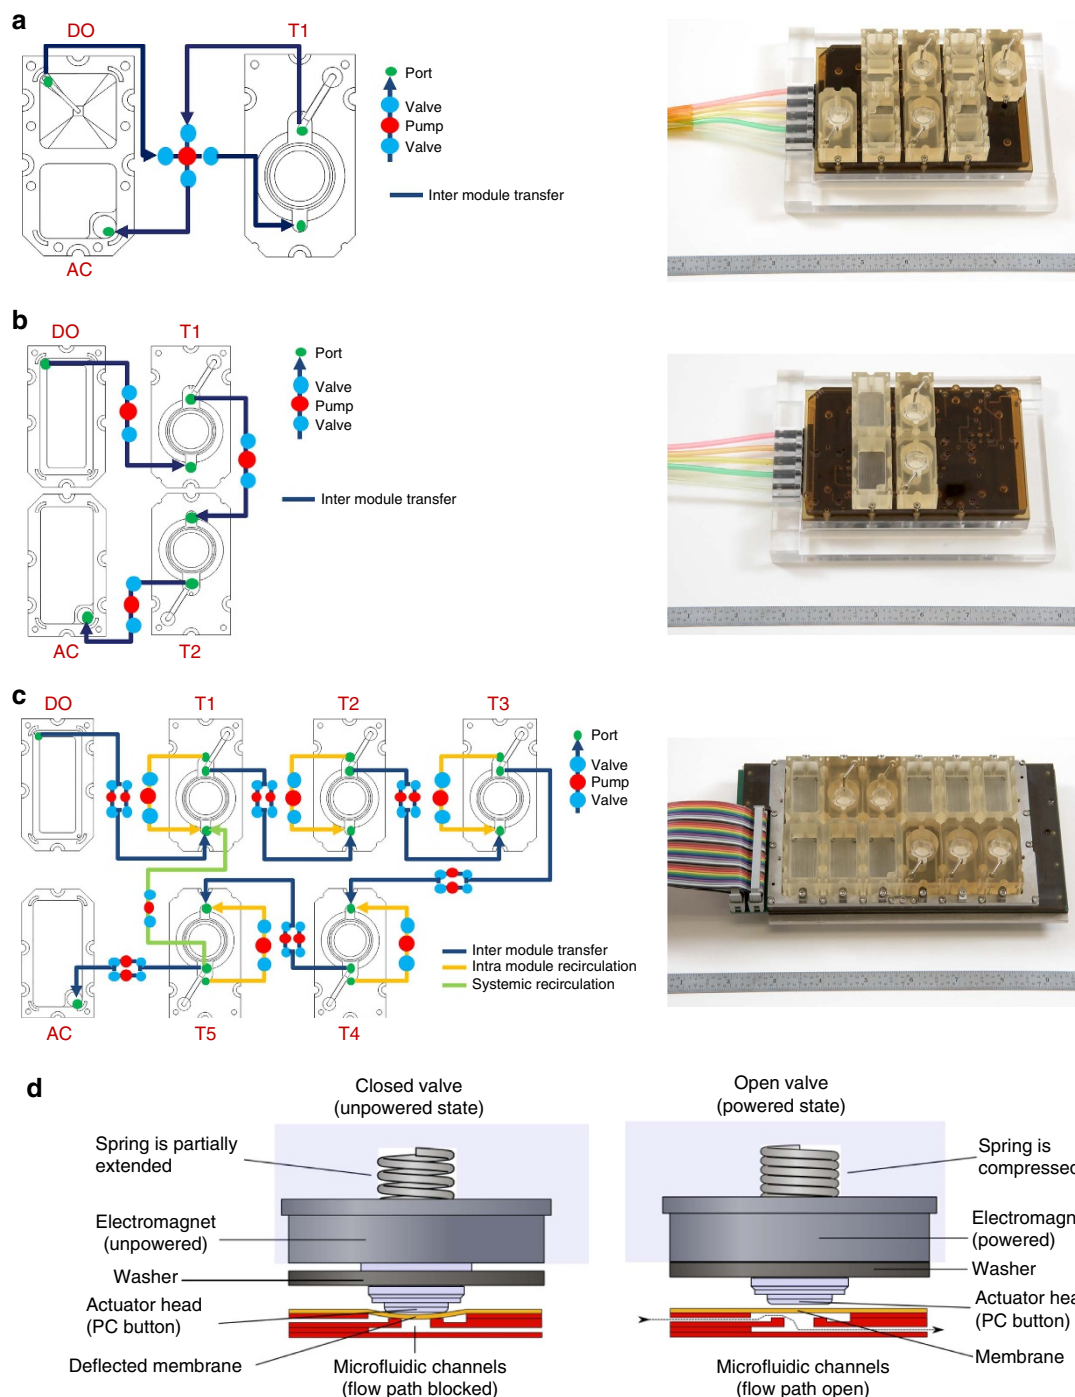 a
DO
T1
Port
Valve
Pump
Valve
Inter module transfer
AC
b
DO
T1
Port
Valve
Pump
Valve
Inter module transfer
AC
T2
c
DO
T1
T2
T3
Port
Valve
Pump
Valve
Inter module transfer
Intra module recirculation
Systemic recirculation
AC
T5
T4
d
Closed valve
(unpowered state)
Spring is partially
extended
Electromagnet
(unpowered)
Washer
Actuator head
(PC button)
Deflected membrane
Microfluidic channels
(flow path blocked)
Open valve
(powered state)
Spring is
compressed
Electromagne
(powered)
Washer
Actuator hea
(PC button)
Membrane
Microfluidic channels
(flow path open)